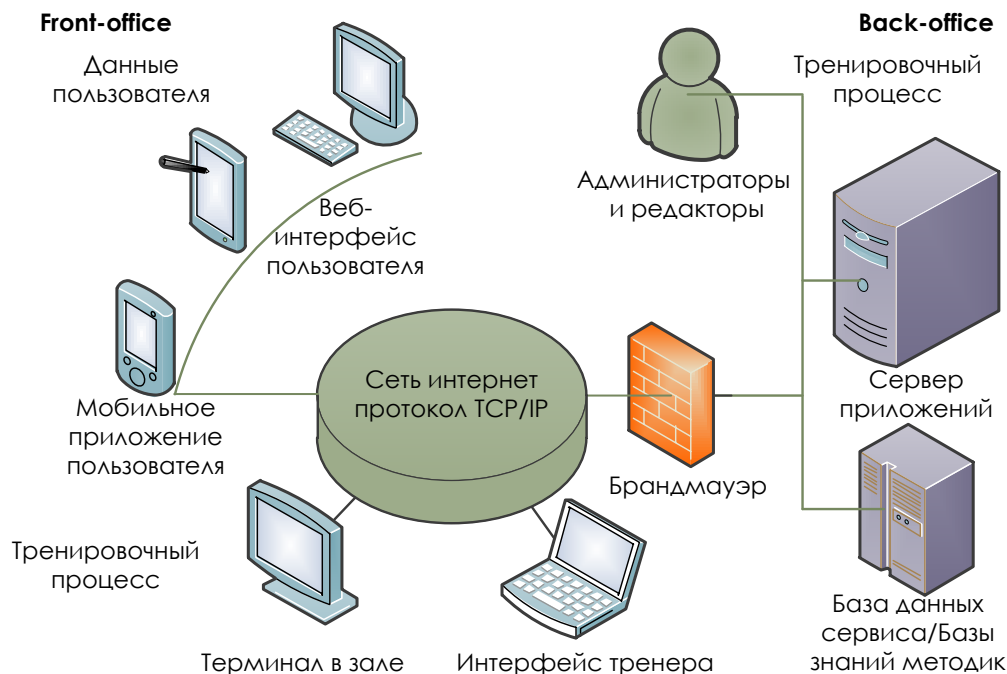 Front-office
Back-office
Данные
пользователя
Тренировочный
процесс
Администраторы
и редакторы
Веб-
интерфейс
пользователя
Сеть интернет
протокол TCP/IP
Сервер
приложений
Мобильное
приложение
пользователя
Брандмауэр
Тренировочный
процесс
База данных
сервиса/Базы
знаний методик
Терминал в зале
Интерфейс тренера